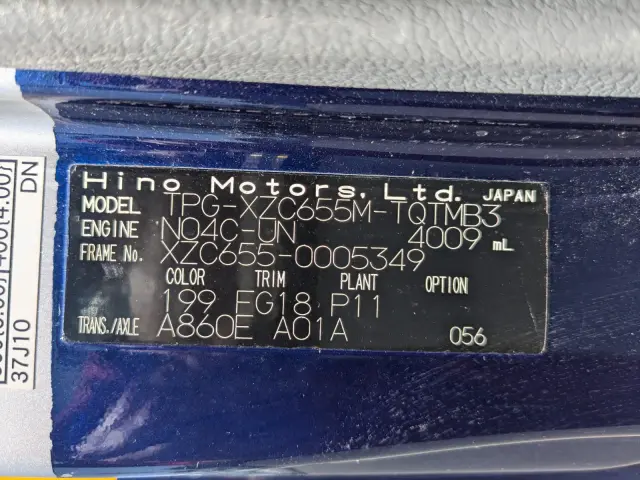 Hino Motors, Ltd. JAPAN
MODEL TPG-XZC655M-TQTMB3
ENGINE N04C-UN 4009 mL
FRAME No. XZC655-0005349
COLOR TRIM PLANT OPTION
199 EG18 P11
TRANS./AXLE A860E A01A 056
DN
37J10